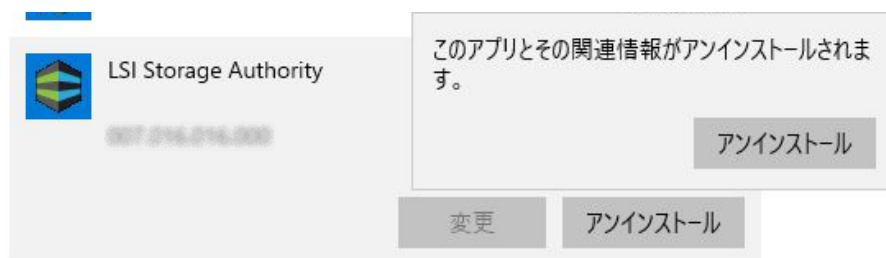 LSI Storage Authority
このアプリとその関連情報がアンインストールされま
す。
アンインストール
変更
アンインストール